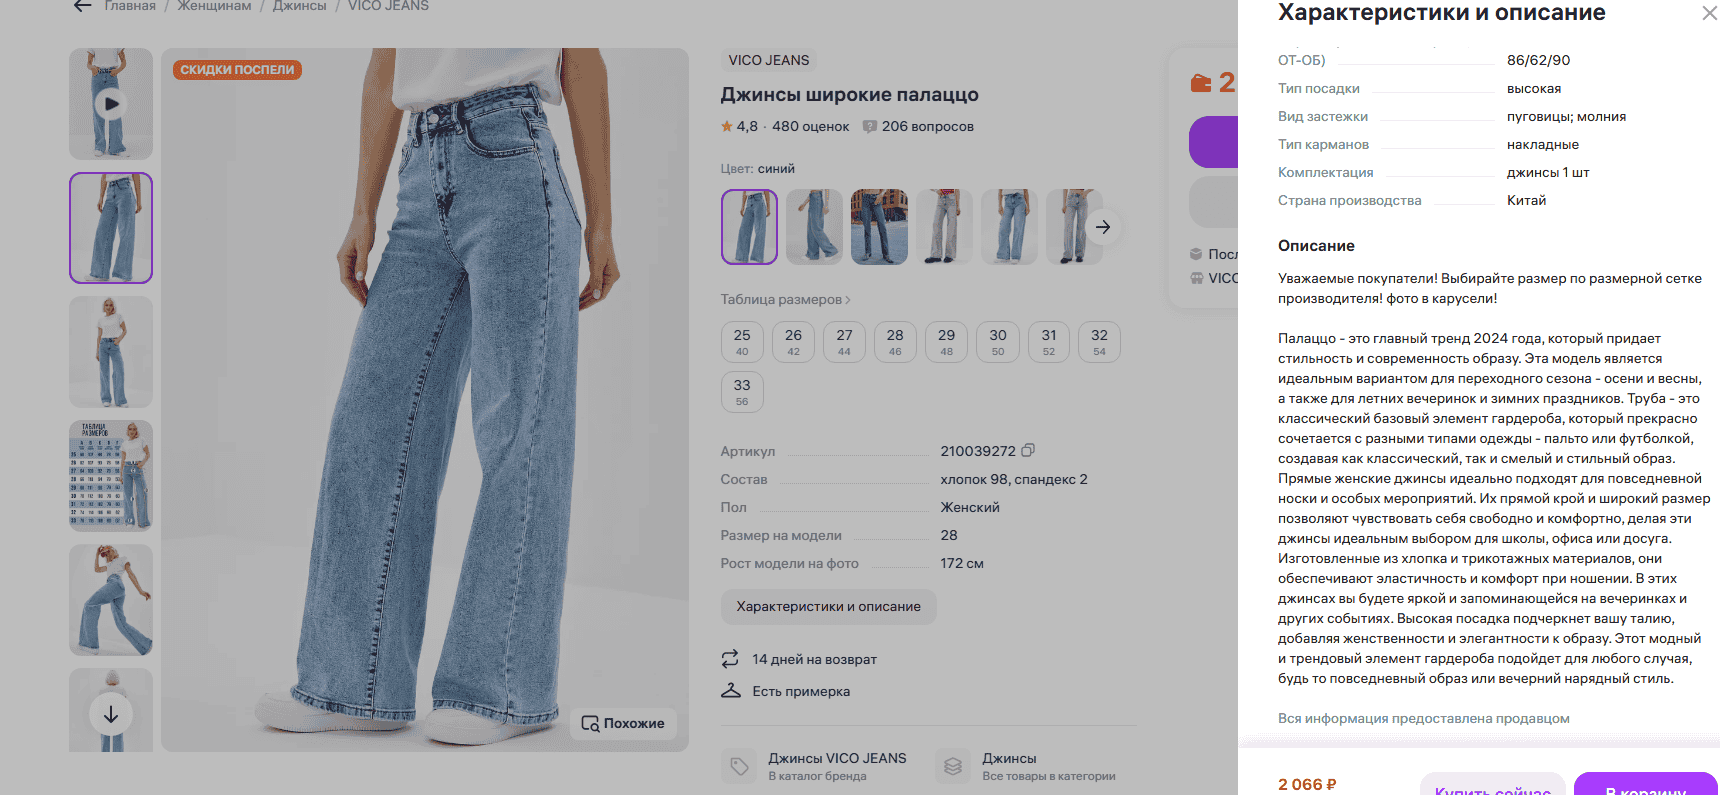 Главная / Женщинам / Джинсы / VICO JEANS
СКИДКИ ПОСПЕЛИ
ТАБЛИЦА
РАЗМЕРОВ
Похожие
VICO JEANS
Джинсы широкие палаццо
4,8 · 480 оценок 206 вопросов
Цвет: синий
Таблица размеров
25 26 27 28 29 30 31 32
40 42 44 46 48 50 52 54
33
56
Артикул 210039272
Состав хлопок 98, спандекс 2
Пол Женский
Размер на модели 28
Рост модели на фото 172 см
Характеристики и описание
14 дней на возврат
Есть примерка
Джинсы VICO JEANS
В каталог бренда
Джинсы
Все товары в категории
2
VICO
Характеристики и описание
ОТ-ОБ) 86/62/90
Тип посадки высокая
Вид застежки пуговицы; молния
Тип карманов накладные
Комплектация джинсы 1 шт
Страна производства Китай
Описание
Уважаемые покупатели! Выбирайте размер по размерной сетке
производителя! фото в карусели!
Палаццо - это главный тренд 2024 года, который придает
стильность и современность образу. Эта модель является
идеальным вариантом для переходного сезона - осени и весны,
а также для летних вечеринок и зимних праздников. Труба - это
классический базовый элемент гардероба, который прекрасно
сочетается с разными типами одежды - пальто или футболкой,
создавая как классический, так и смелый и стильный образ.
Прямые женские джинсы идеально подходят для повседневной
носки и особых мероприятий. Их прямой крой и широкий размер
позволяют чувствовать себя свободно и комфортно, делая эти
джинсы идеальным выбором для школы, офиса или досуга.
Изготовленные из хлопка и трикотажных материалов, они
обеспечивают эластичность и комфорт при ношении. В этих
джинсах вы будете яркой и запоминающейся на вечеринках и
других событиях. Высокая посадка подчеркнет вашу талию,
добавляя женственности и элегантности к образу. Этот модный
и трендовый элемент гардероба подойдет для любого случая,
будь то повседневный образ или вечерний нарядный стиль.
Вся информация предоставлена продавцом
2 066 ₽
Купить сейчас
В корзину